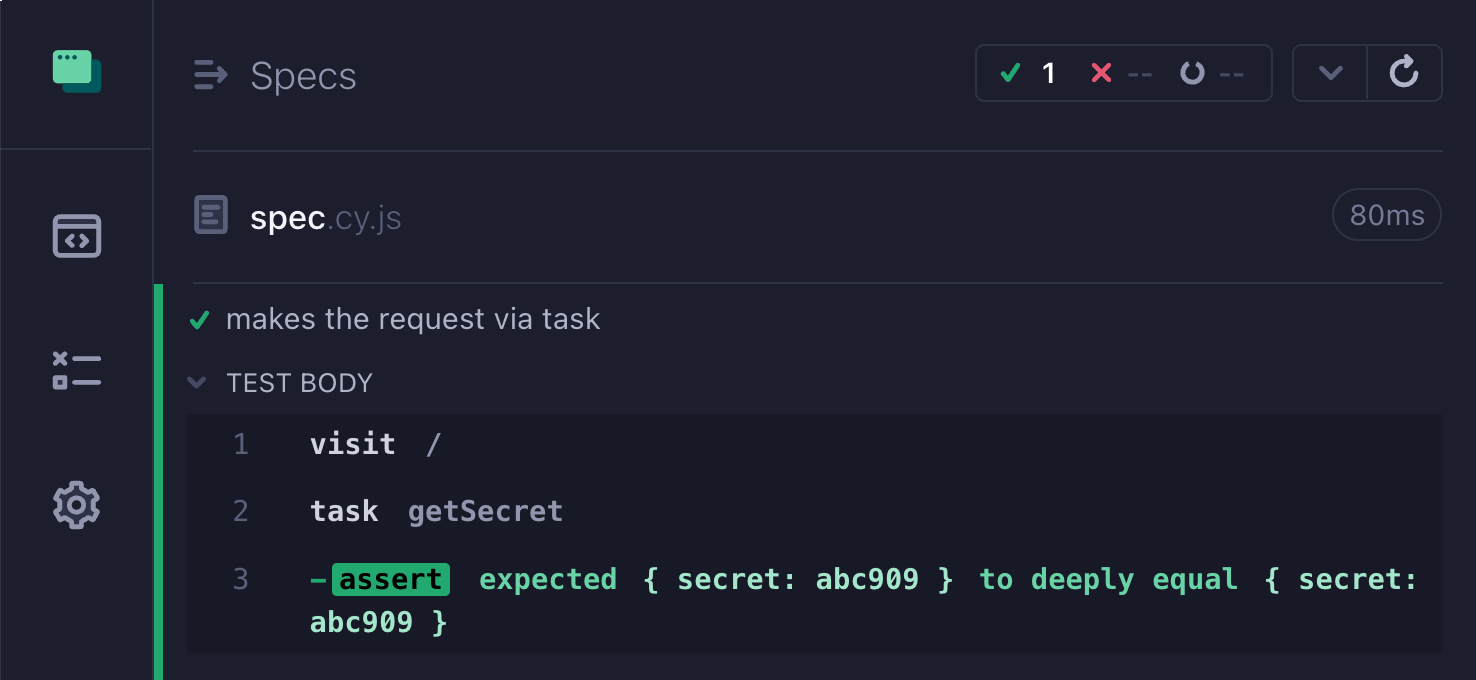 Specs 1 -- --
spec.cy.js 80ms
makes the request via task
TEST BODY
1 visit /
2 task getSecret
3 -assert expected { secret: abc909 } to deeply equal { secret:
abc909 }